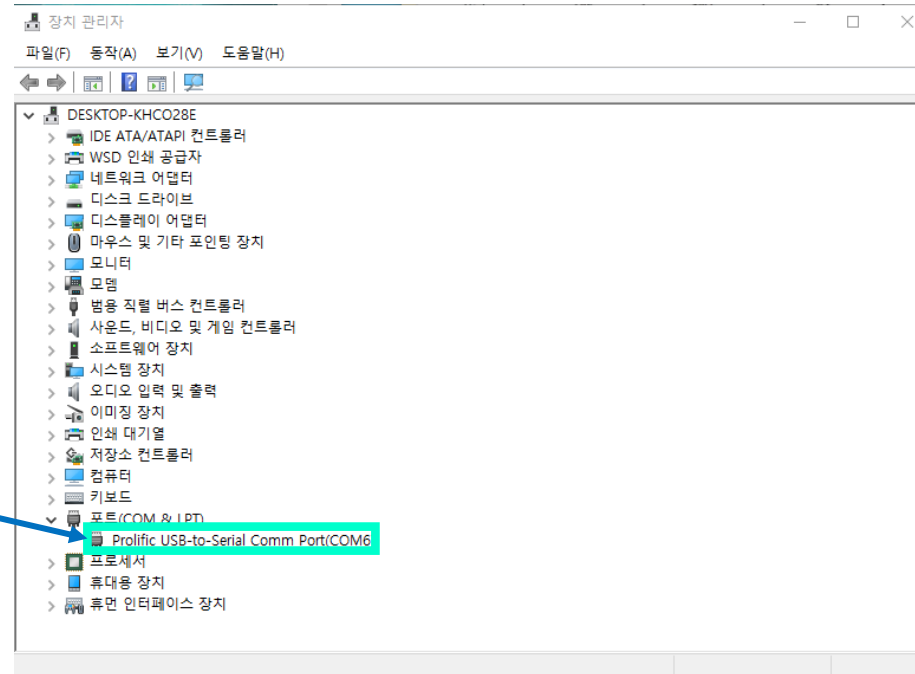 장치 관리자
파일(F) 동작(A) 보기(V) 도움말(H)
DESKTOP-KHCO28E
IDE ATA/ATAPI 컨트롤러
WSD 인쇄 공급자
네트워크 어댑터
디스크 드라이브
디스플레이 어댑터
마우스 및 기타 포인팅 장치
모니터
모뎀
범용 직렬 버스 컨트롤러
사운드, 비디오 및 게임 컨트롤러
소프트웨어 장치
시스템 장치
오디오 입력 및 출력
이미징 장치
인쇄 대기열
저장소 컨트롤러
컴퓨터
키보드
포트(COM & LPT)
Prolific USB-to-Serial Comm Port(COM6
프로세서
휴대용 장치
휴먼 인터페이스 장치